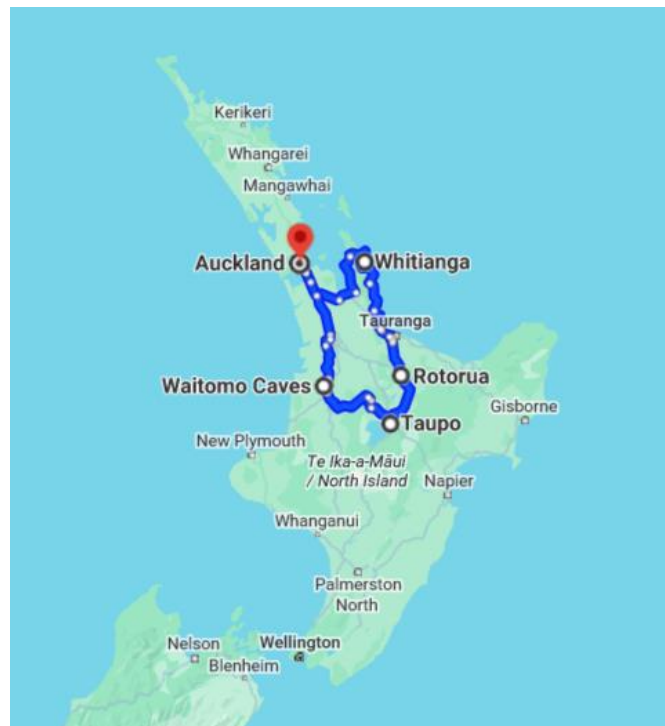 Kerikeri
Whangarei
Mangawhai
Auckland
Whitianga
Tauranga
Waitomo Caves
Rotorua
Taupo
Gisborne
New Plymouth
Te Ika-a-Māui
/ North Island
Napier
Whanganui
Palmerston
North
Nelson
Wellington
Blenheim